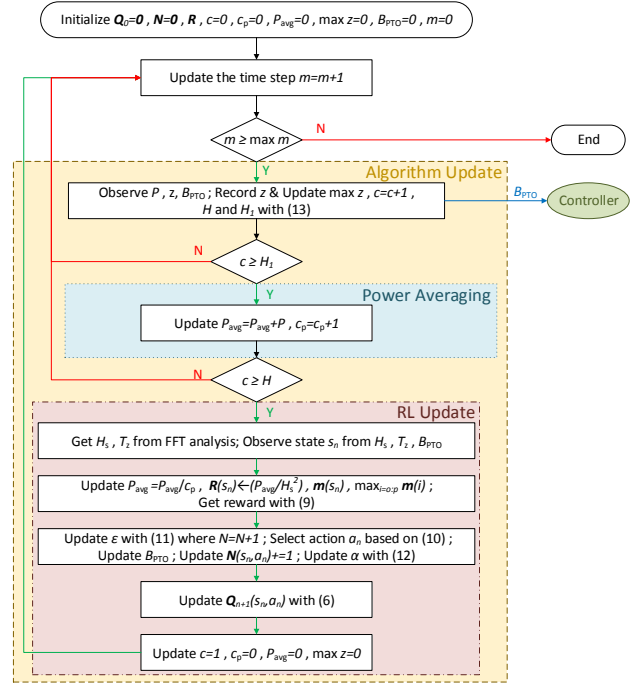 Initialize Q0=0 , N=0 , R , c=0 , cp=0 , Pavg=0 , max z=0 , BPTO=0 , m=0
Update the time step m=m+1
m ≥ max m
N
End
Y
Algorithm Update
Observe P , z, BPTO ; Record z & Update max z , c=c+1 ,
H and H1 with (13)
BPTO
Controller
N
c ≥ H1
Y
Power Averaging
Update Pavg=Pavg+P , cp=cp+1
N
c ≥ H
Y
RL Update
Get Hs , Tz from FFT analysis; Observe state sn from Hs , Tz , BPTO
Update Pavg =Pavg/cp , R(sn)←(Pavg/Hs²) , m(sn) , maxi=o:p m(i) ;
Get reward with (9)
Update ε with (11) where N=N+1 ; Select action an based on (10) ;
Update BPTO ; Update N(sn,an)+=1 ; Update α with (12)
Update Qn+1(sn,an) with (6)
Update c=1 , cp=0 , Pavg=0 , max z=0